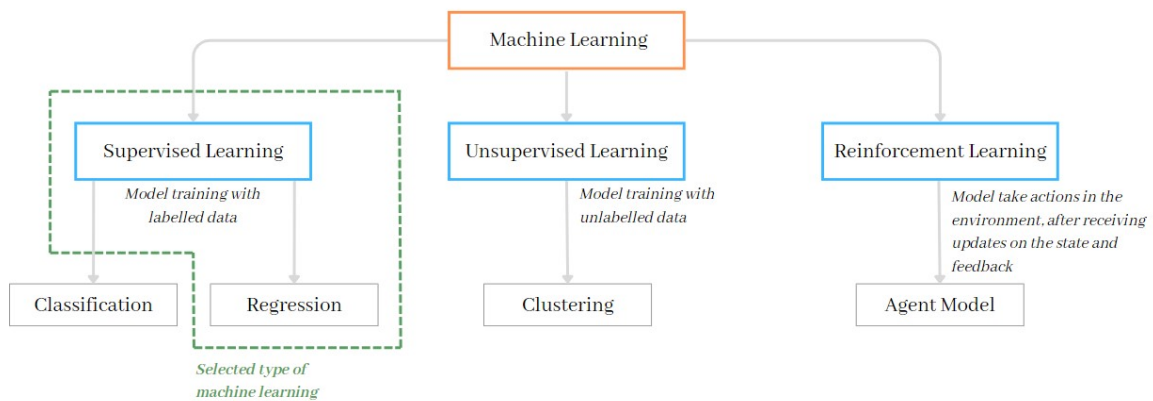 Machine Learning
Supervised Learning
Unsupervised Learning
Reinforcement Learning
Model training with
labelled data
Model training with
unlabelled data
Model take actions in the
environment, after receiving
updates on the state and
feedback
Classification
Regression
Clustering
Agent Model
Selected type of
machine learning